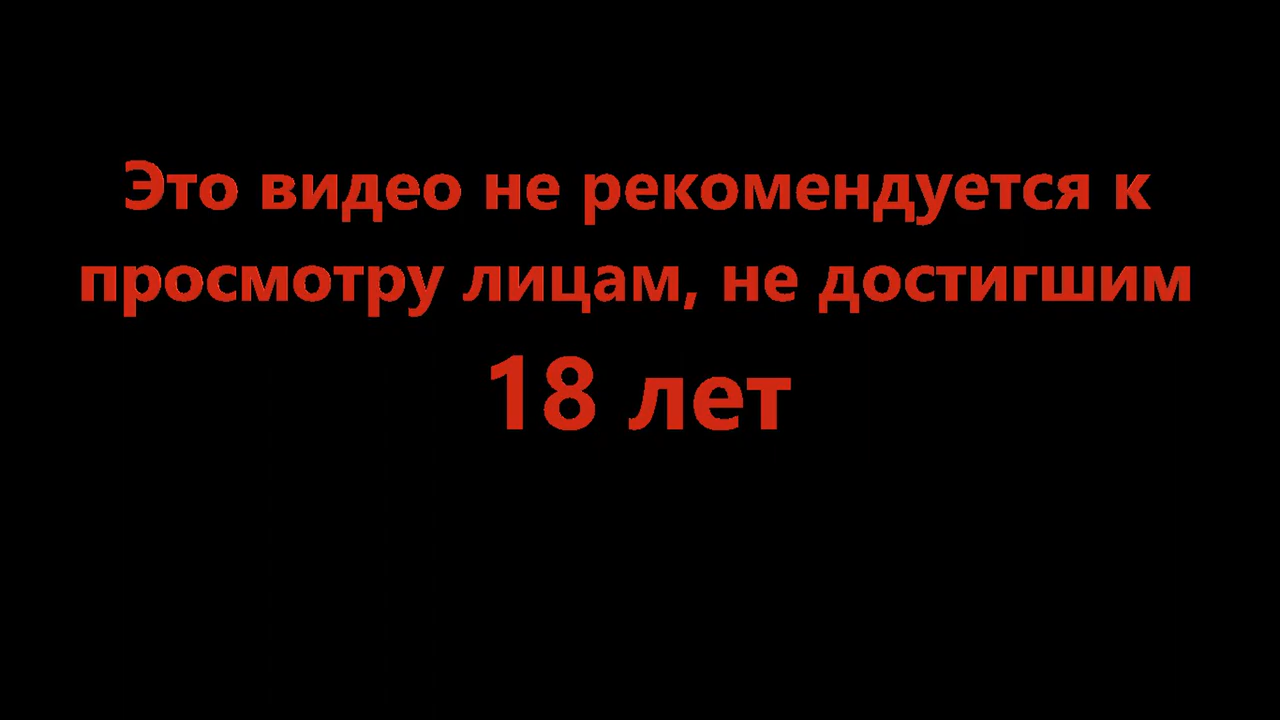 Это видео не рекомендуется к
просмотру лицам, не достигшим
18 лет